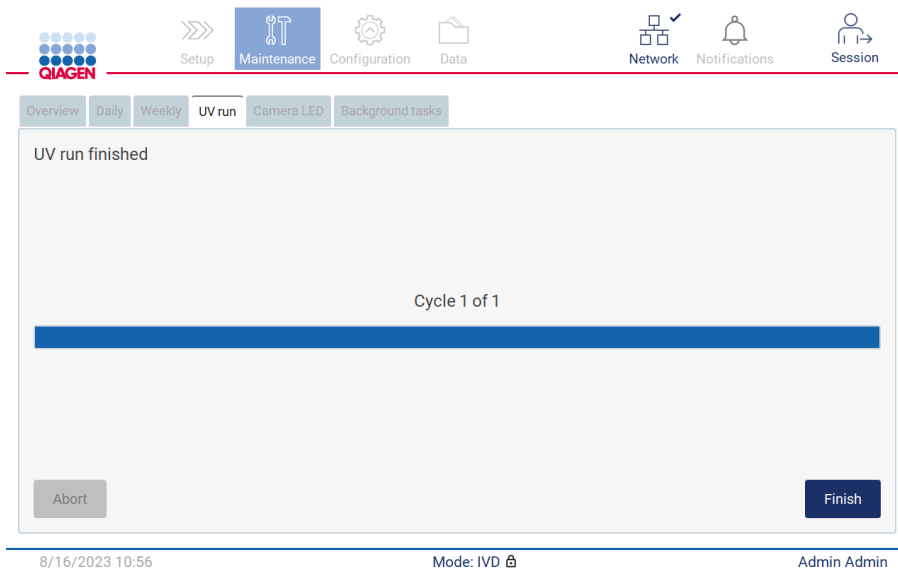 QIAGEN
Setup Maintenance Configuration Data Network Notifications Session
Overview Daily Weekly UV run Camera LED Background tasks
UV run finished
Cycle 1 of 1
Abort Finish
8/16/2023 10:56 Mode: IVD Admin Admin